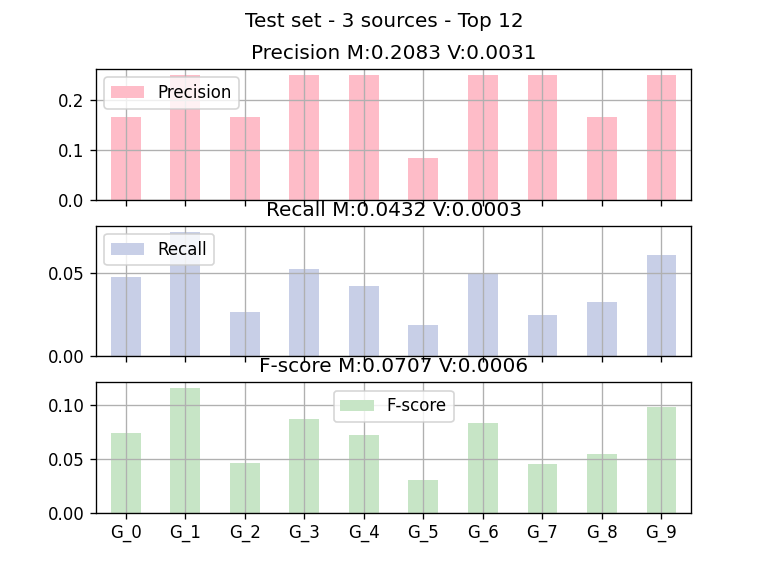 Test set - 3 sources - Top 12
Precision M:0.2083 V:0.0031
Precision
0.2
0.1
0.0
Recall M:0.0432 V:0.0003
Recall
0.05
0.00
F-score M:0.0707 V:0.0006
F-score
0.10
0.05
0.00
G_0 G_1 G_2 G_3 G_4 G_5 G_6 G_7 G_8 G_9